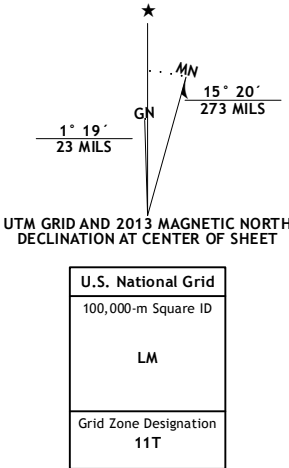 ★
MN
15° 20´
273 MILS
GN
1° 19´
23 MILS
UTM GRID AND 2013 MAGNETIC NORTH
DECLINATION AT CENTER OF SHEET
U.S. National Grid
100,000-m Square ID
LM
Grid Zone Designation
11T